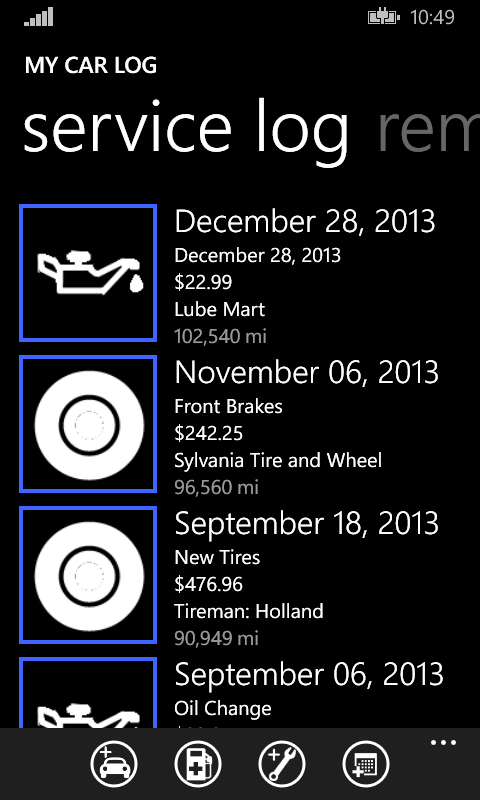 10:49
MY CAR LOG
service log rem
December 28, 2013
December 28, 2013
$22.99
Lube Mart
102,540 mi
November 06, 2013
Front Brakes
$242.25
Sylvania Tire and Wheel
96,560 mi
September 18, 2013
New Tires
$476.96
Tireman: Holland
90,949 mi
September 06, 2013
Oil Change